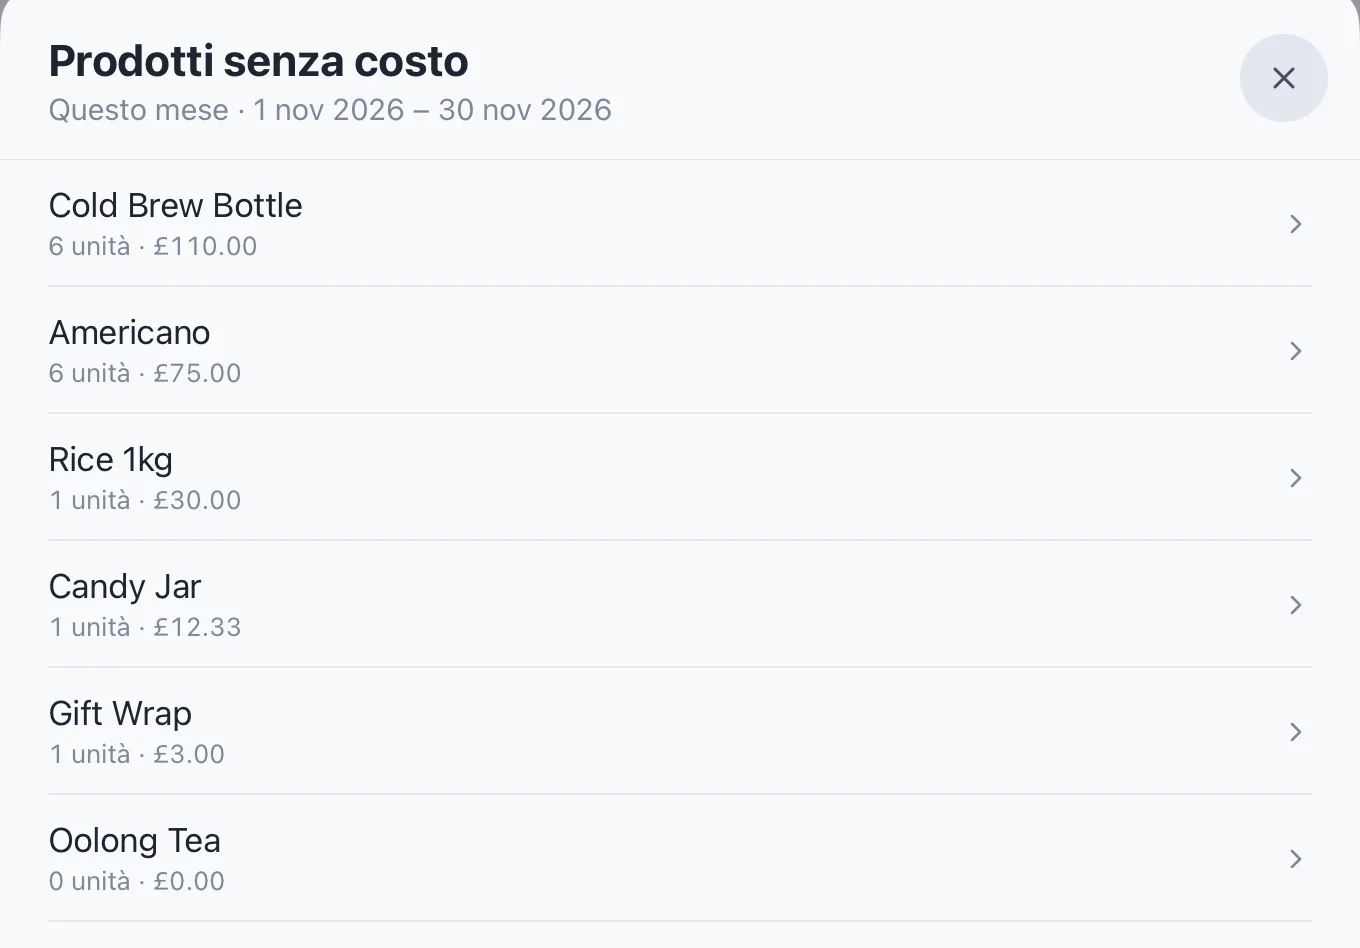 Prodotti senza costo
Questo mese · 1 nov 2026 – 30 nov 2026
Cold Brew Bottle
6 unità · £110.00
Americano
6 unità · £75.00
Rice 1kg
1 unità · £30.00
Candy Jar
1 unità · £12.33
Gift Wrap
1 unità · £3.00
Oolong Tea
0 unità · £0.00